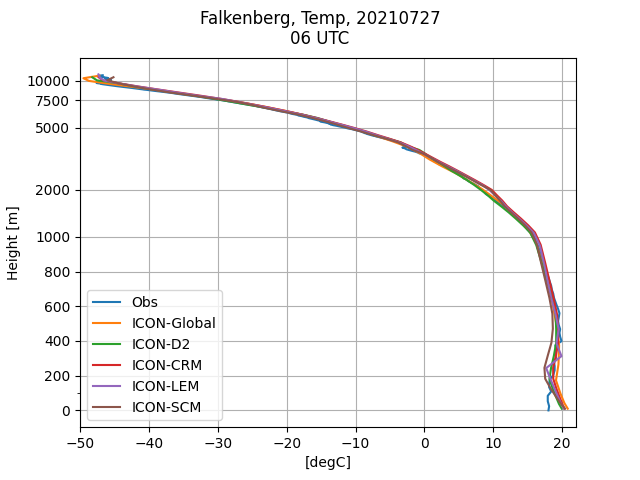 Falkenberg, Temp, 20210727
06 UTC
Height [m]
10000
7500
5000
2000
1000
800
600
400
200
0
Obs
ICON-Global
ICON-D2
ICON-CRM
ICON-LEM
ICON-SCM
−50 −40 −30 −20 −10 0 10 20
[degC]